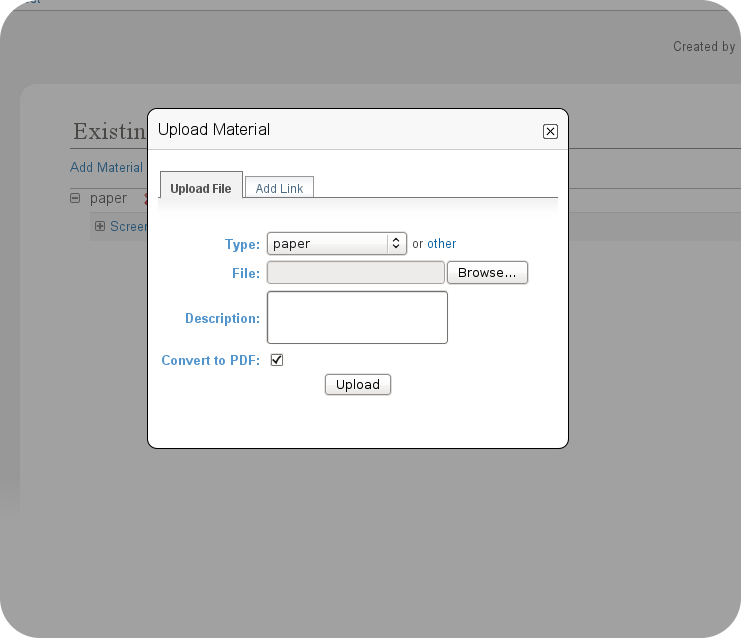 Created by
Existin
Add Material
paper
Screen
Upload Material
Upload File
Add Link
Type: paper or other
File: Browse...
Description:
Convert to PDF:
Upload